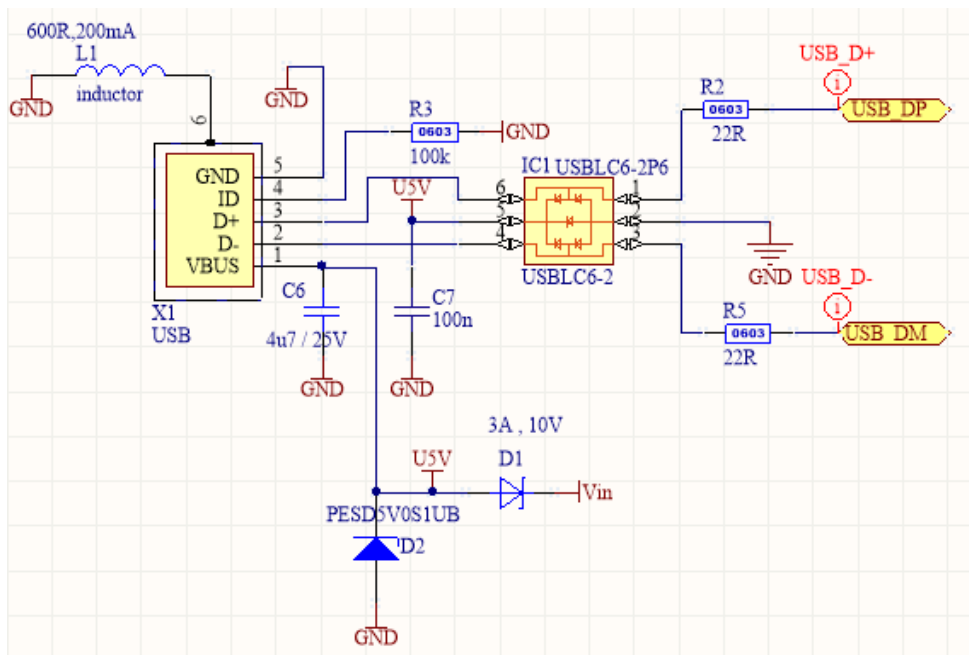 600R,200mA
L1
inductor
GND
6
GND
R3
0603
100k
GND
USB_D+
1
R2
0603
22R
USB_DP
IC1 USBLC6-2P6
GND 5
ID 4
D+ 3
D- 2
VBUS 1
X1
USB
U5V
6 1
5 2
4 3
USBLC6-2
GND
C6
4u7 / 25V
GND
C7
100n
GND
USB_D-
1
R5
0603
22R
USB_DM
3A , 10V
U5V
D1
Vin
PESD5V0S1UB
D2
GND